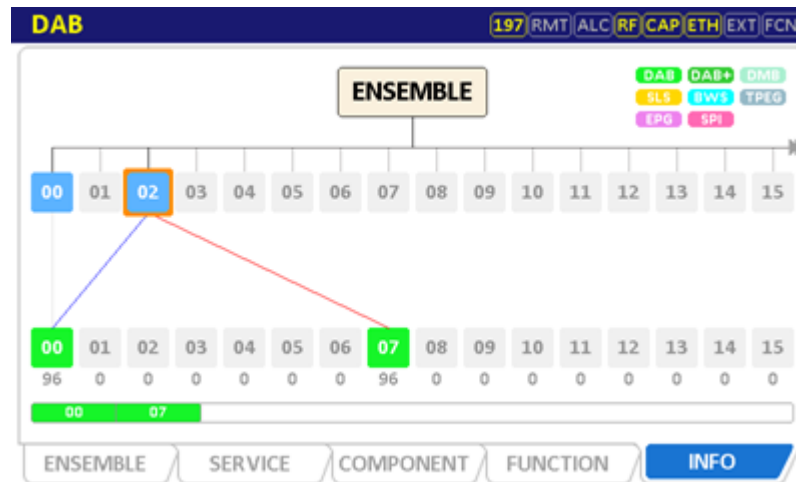 DAB 197 RMT ALC RF CAP ETH EXT FCN
ENSEMBLE
DAB DAB+ DMB
SLS BWS TPEG
EPG SPI
00 01 02 03 04 05 06 07 08 09 10 11 12 13 14 15
00 01 02 03 04 05 06 07 08 09 10 11 12 13 14 15
96 0 0 0 0 0 0 96 0 0 0 0 0 0 0 0
00 07
ENSEMBLE SERVICE COMPONENT FUNCTION INFO